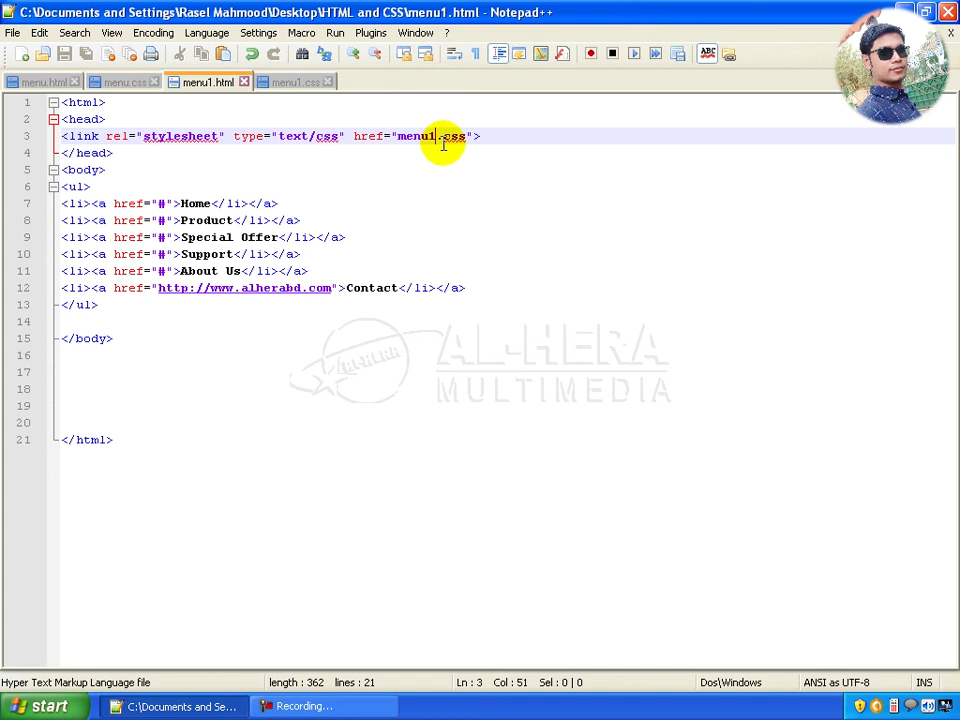 C:\Documents and Settings\Rasel Mahmood\Desktop\HTML and CSS\menu1.html - Notepad++
File Edit Search View Encoding Language Settings Macro Run Plugins Window ? X
menu.html menu.css menu1.html menu1.css
1 <html>
2 <head>
3 <link rel="stylesheet" type="text/css" href="menu1.css">
4 </head>
5 <body>
6 <ul>
7 <li><a href="#">Home</li></a>
8 <li><a href="#">Product</li></a>
9 <li><a href="#">Special Offer</li></a>
10 <li><a href="#">Support</li></a>
11 <li><a href="#">About Us</li></a>
12 <li><a href="http://www.alherabd.com">Contact</li></a>
13 </ul>
14
15 </body>
16
17
18
19
20
21 </html>
AL-HERA
AL-HERA
MULTIMEDIA
Hyper Text Markup Language file length : 362 lines : 21 Ln : 3 Col : 51 Sel : 0 | 0 Dos\Windows ANSI as UTF-8 INS
start C:\Documents and Se... Recording...